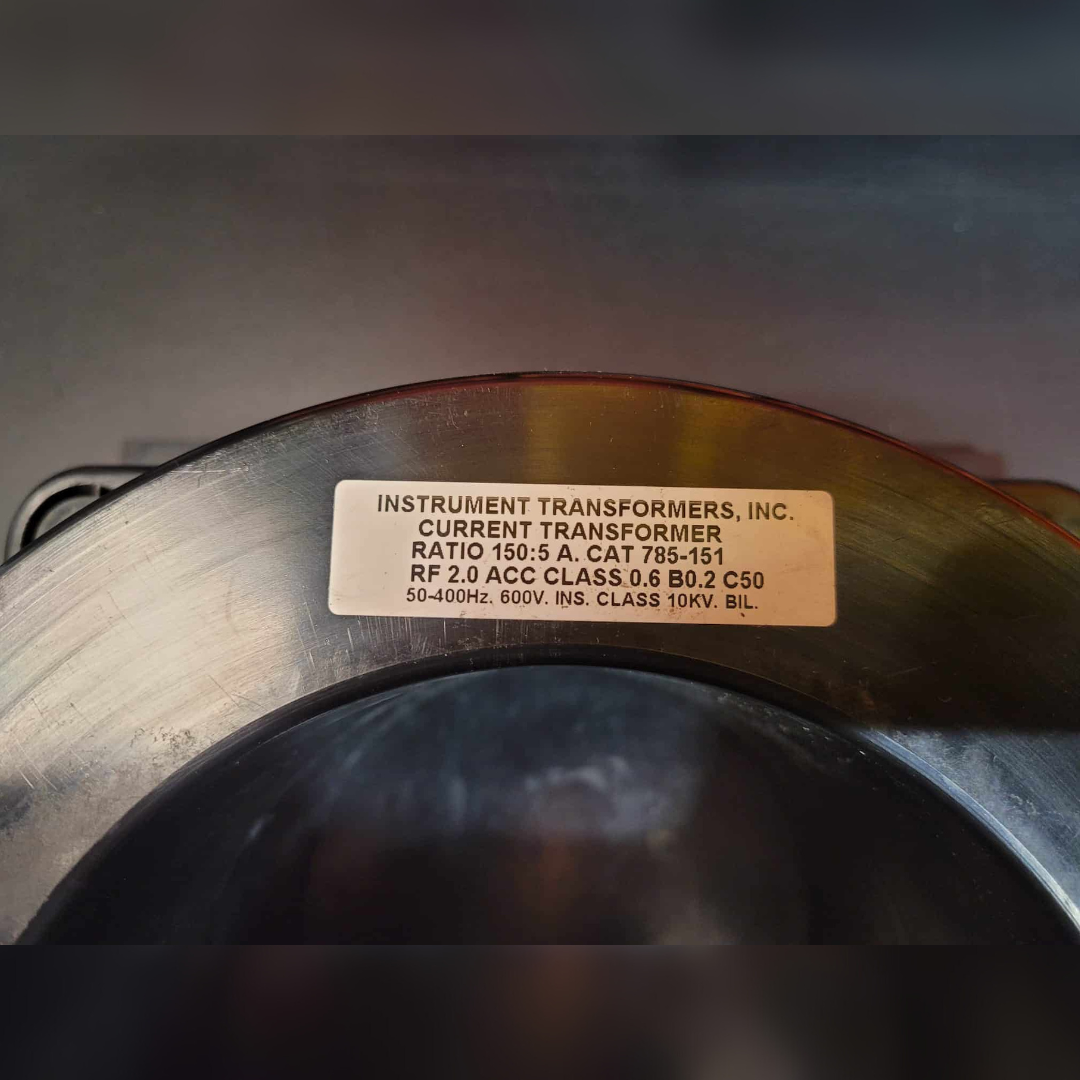 INSTRUMENT TRANSFORMERS, INC.
CURRENT TRANSFORMER
RATIO 150:5 A. CAT 785-151
RF 2.0 ACC CLASS 0.6 B0.2 C50
50-400Hz. 600V. INS. CLASS 10KV. BIL.